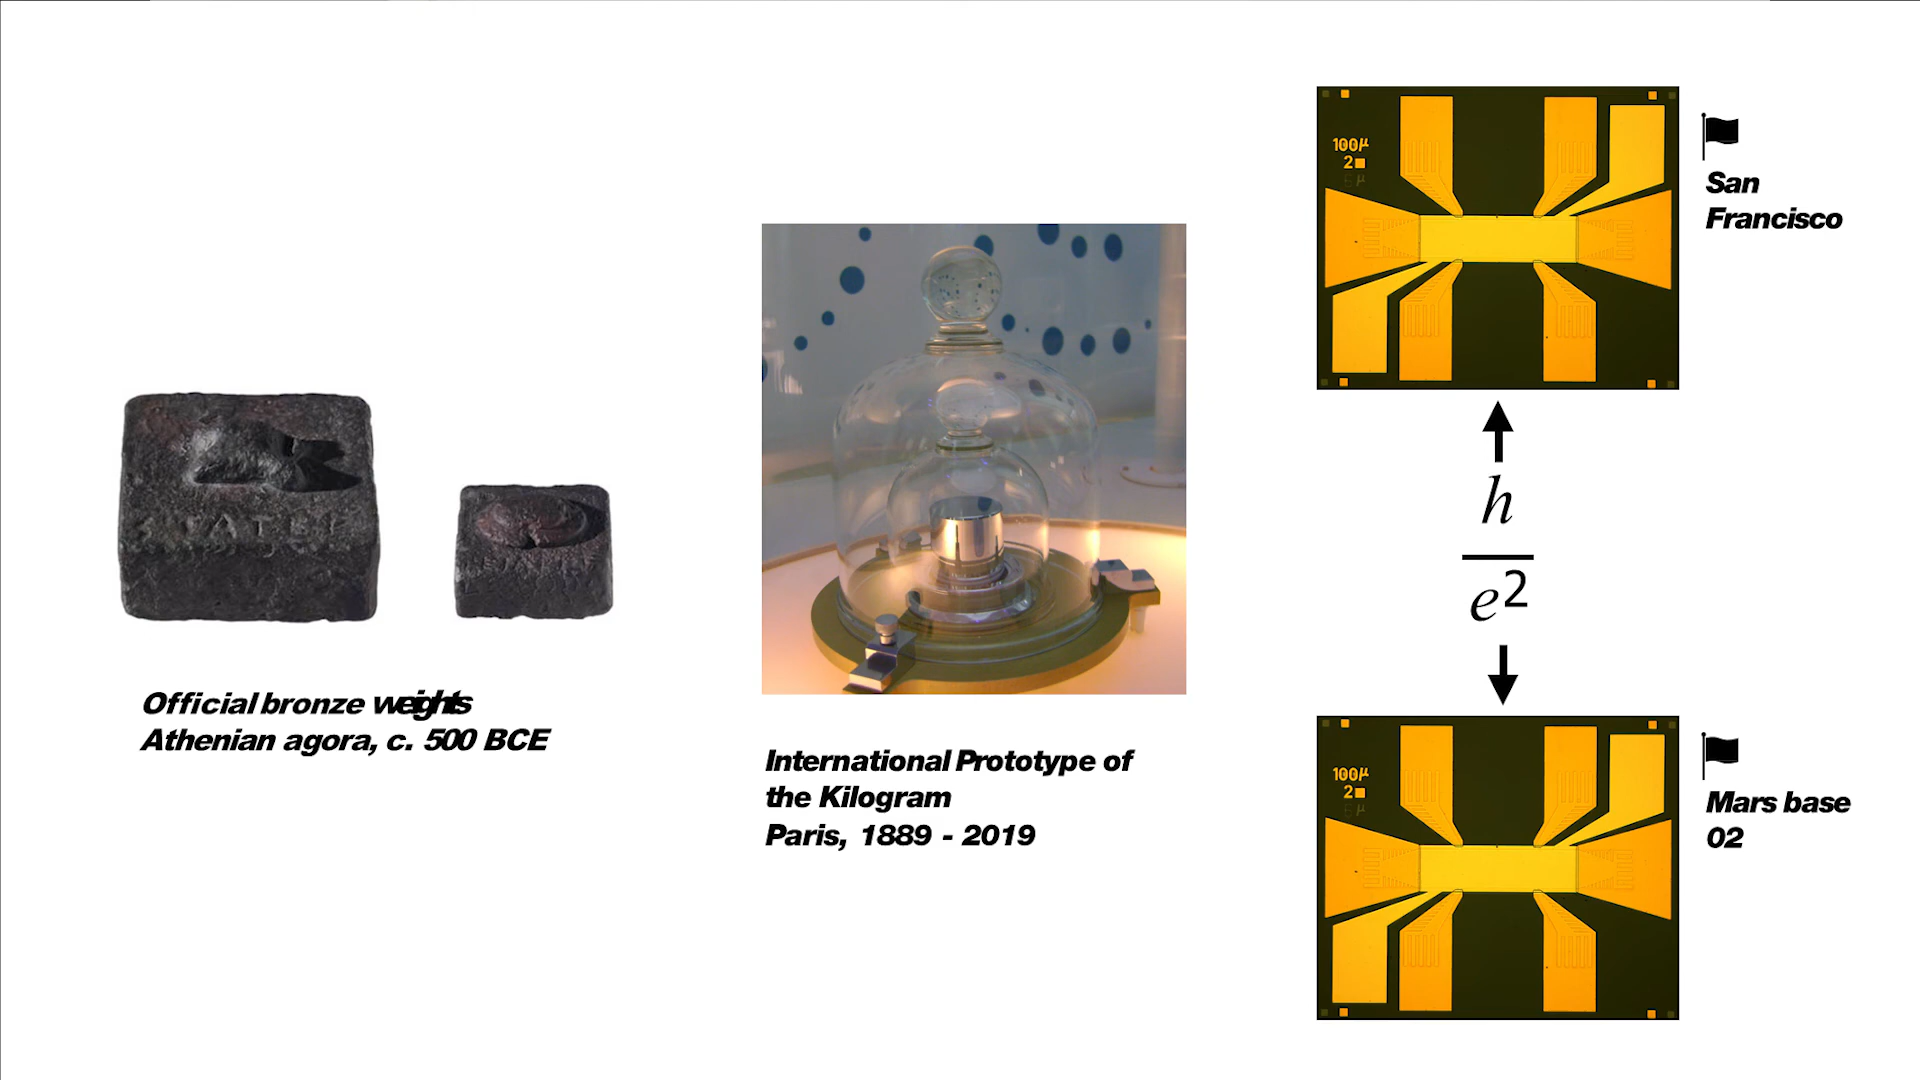 Official bronze weights
Athenian agora, c. 500 BCE
International Prototype of
the Kilogram
Paris, 1889 - 2019
100μ
2
San
Francisco
h
e²
100μ
2
Mars base
02